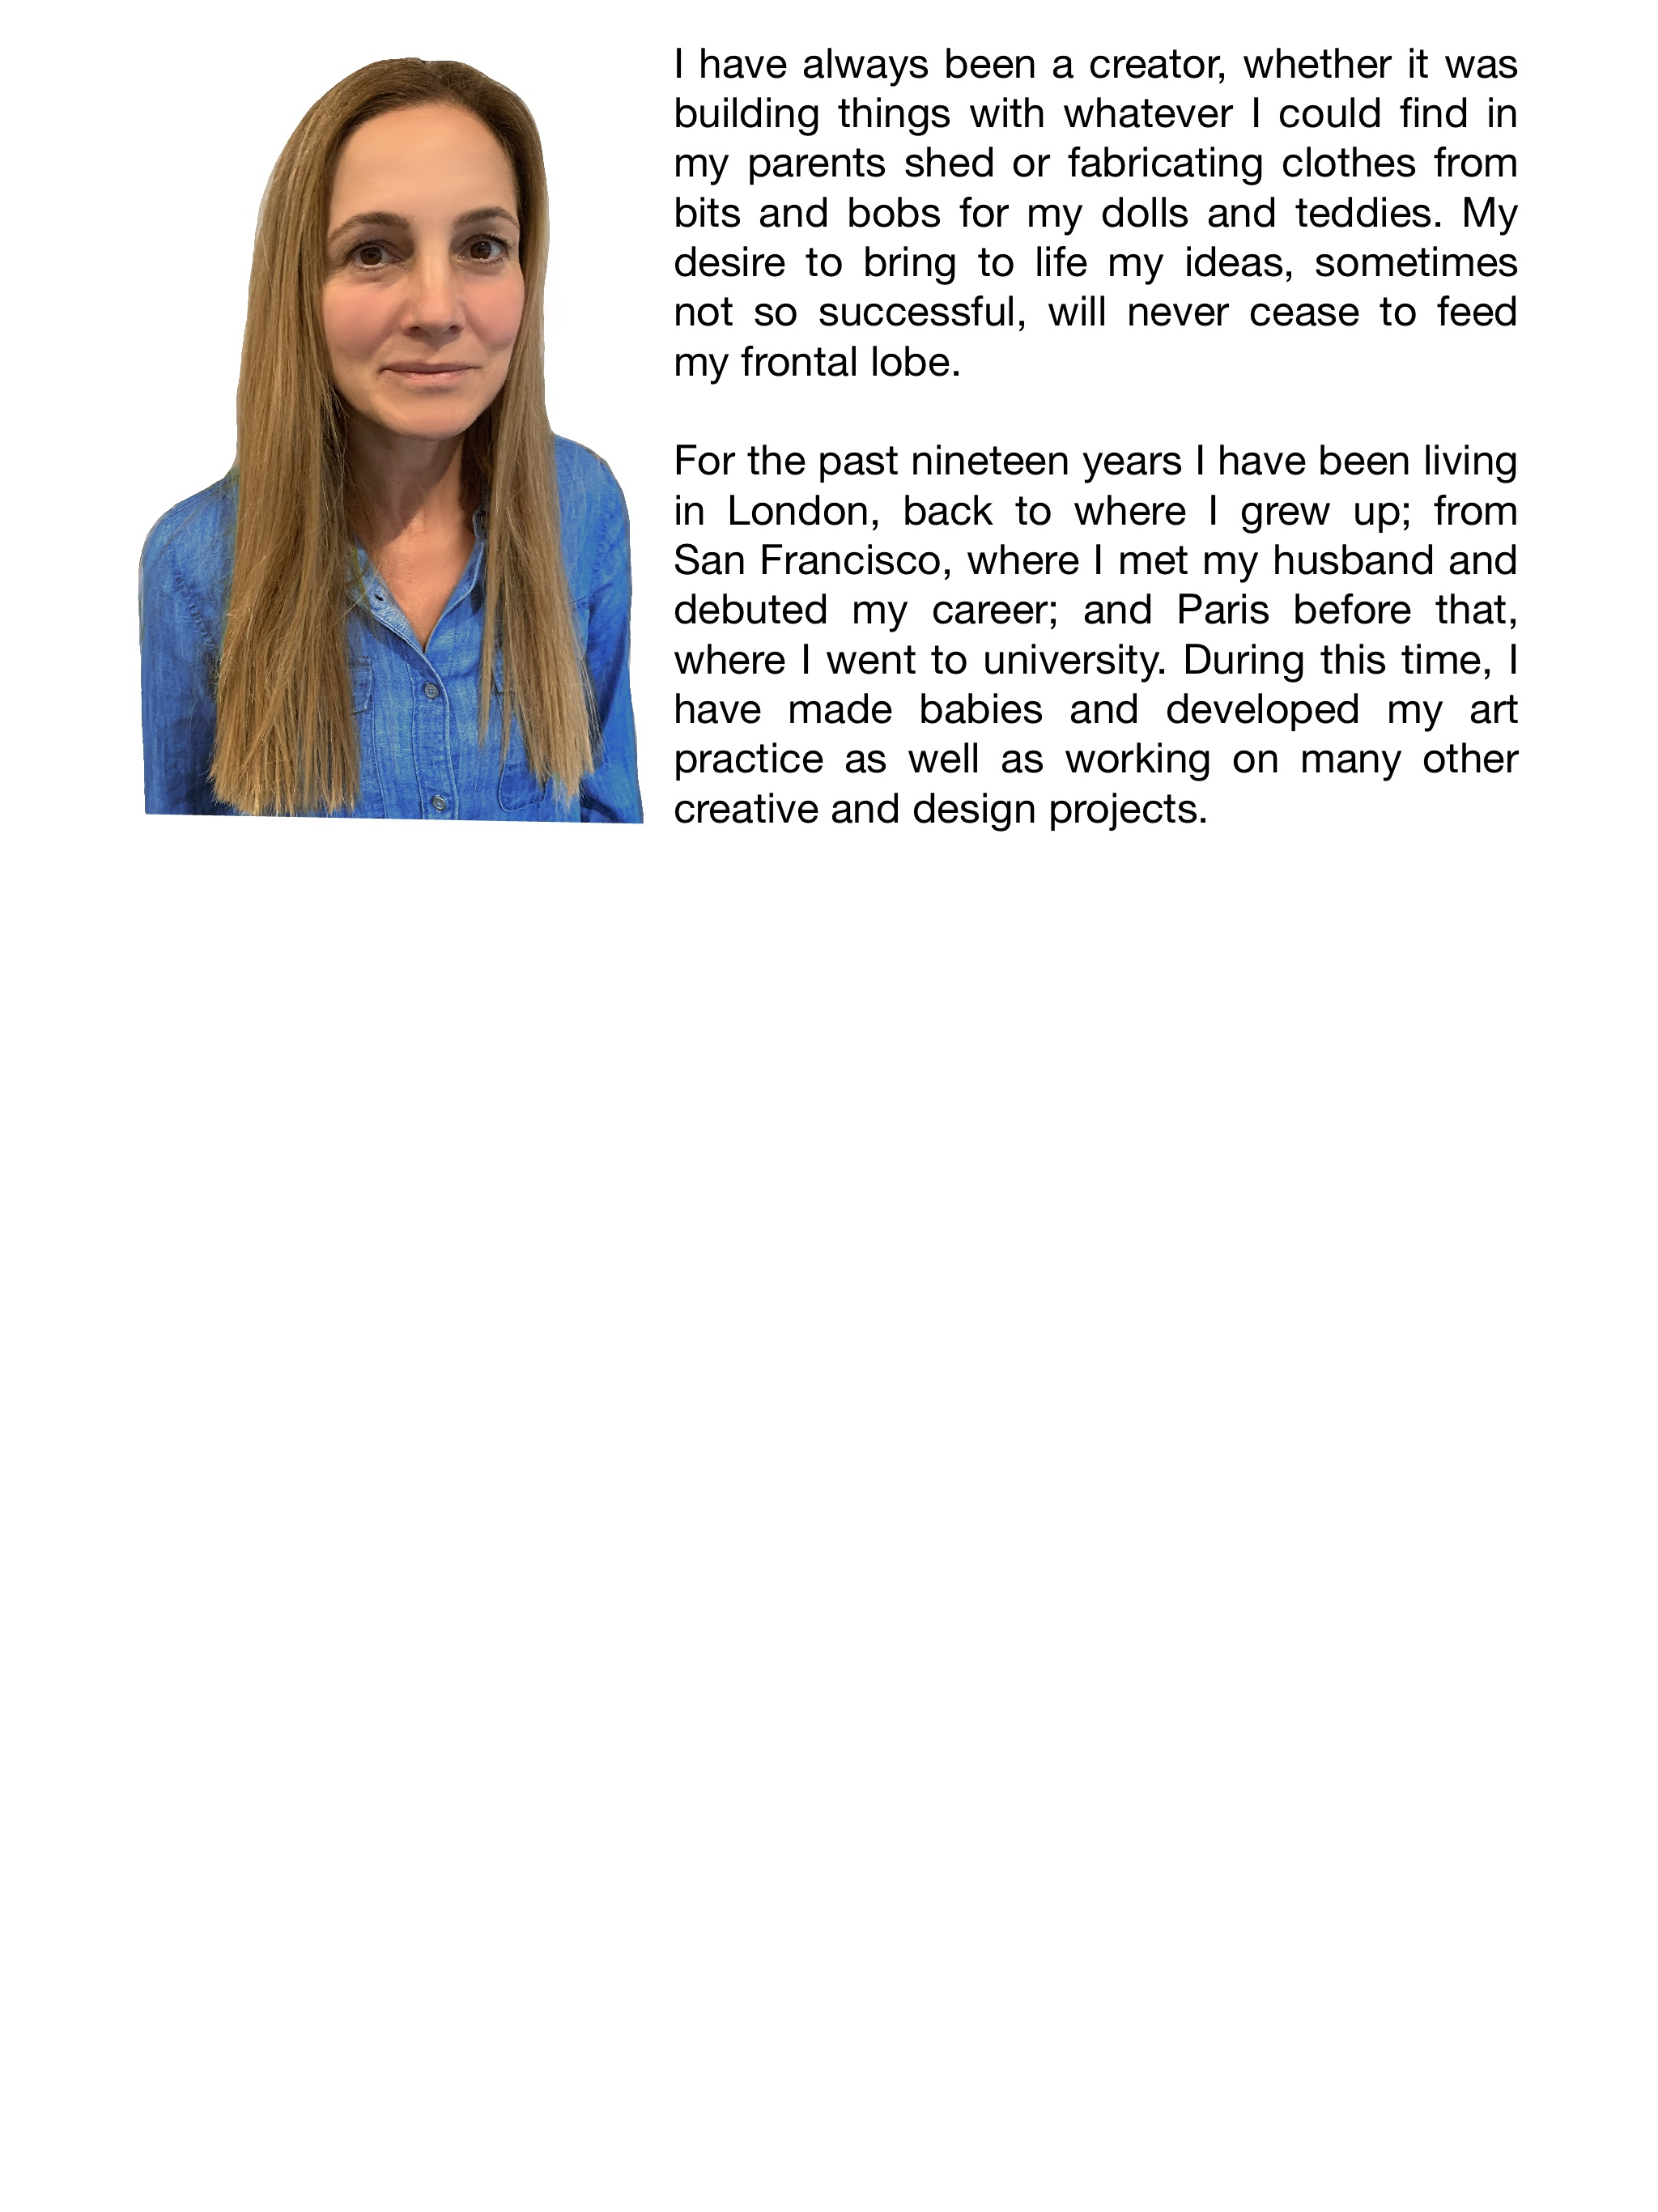 I have always been a creator, whether it was
building things with whatever I could find in
my parents shed or fabricating clothes from
bits and bobs for my dolls and teddies. My
desire to bring to life my ideas, sometimes
not so successful, will never cease to feed
my frontal lobe.
For the past nineteen years I have been living
in London, back to where I grew up; from
San Francisco, where I met my husband and
debuted my career; and Paris before that,
where I went to university. During this time, I
have made babies and developed my art
practice as well as working on many other
creative and design projects.